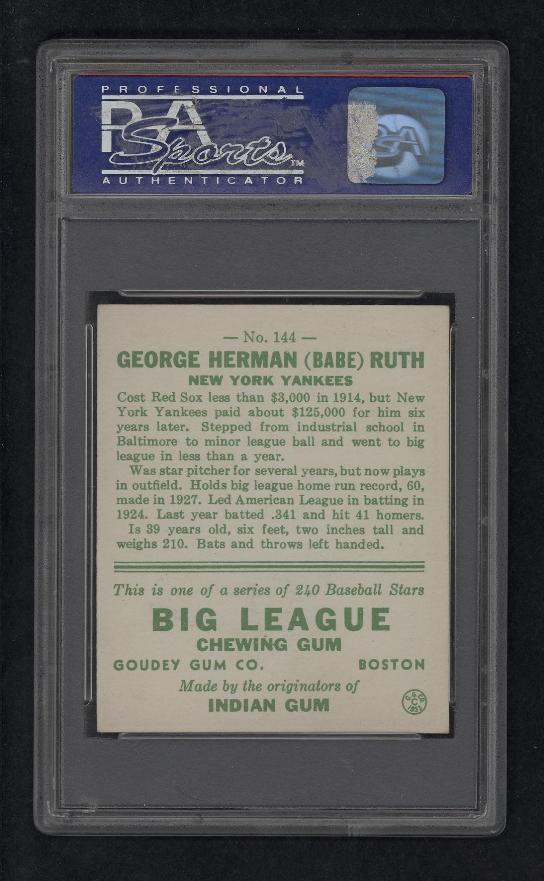 PROFESSIONAL
PSA
Sports™
AUTHENTICATOR
PSA
— No. 144 —
GEORGE HERMAN (BABE) RUTH
NEW YORK YANKEES
Cost Red Sox less than $3,000 in 1914, but New
York Yankees paid about $125,000 for him six
years later. Stepped from industrial school in
Baltimore to minor league ball and went to big
league in less than a year.
Was star pitcher for several years, but now plays
in outfield. Holds big league home run record, 60,
made in 1927. Led American League in batting in
1924. Last year batted .341 and hit 41 homers.
Is 39 years old, six feet, two inches tall and
weighs 210. Bats and throws left handed.
This is one of a series of 240 Baseball Stars
BIG LEAGUE
CHEWING GUM
GOUDEY GUM CO. BOSTON
Made by the originators of
INDIAN GUM
G.G.CO.
C
1933